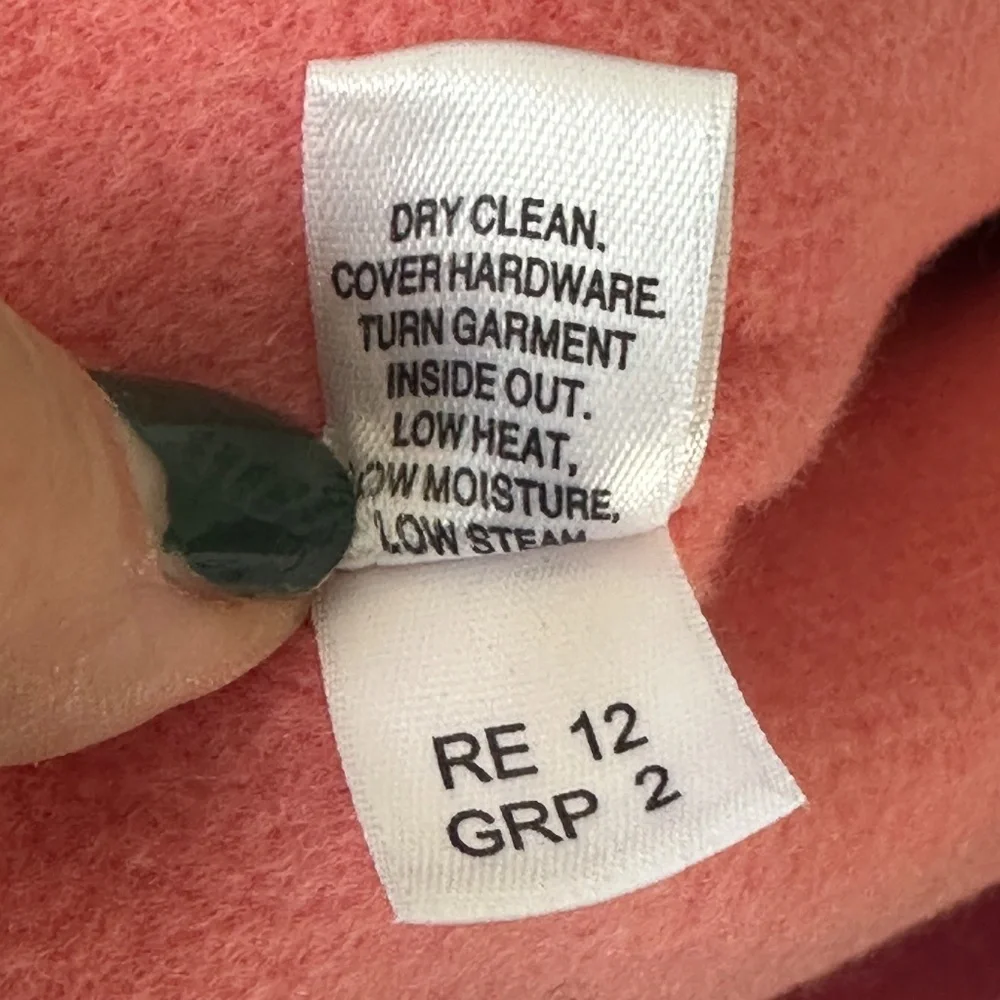 DRY CLEAN.
COVER HARDWARE.
TURN GARMENT
INSIDE OUT.
LOW HEAT,
LOW MOISTURE,
LOW STEAM
RE 12
GRP 2